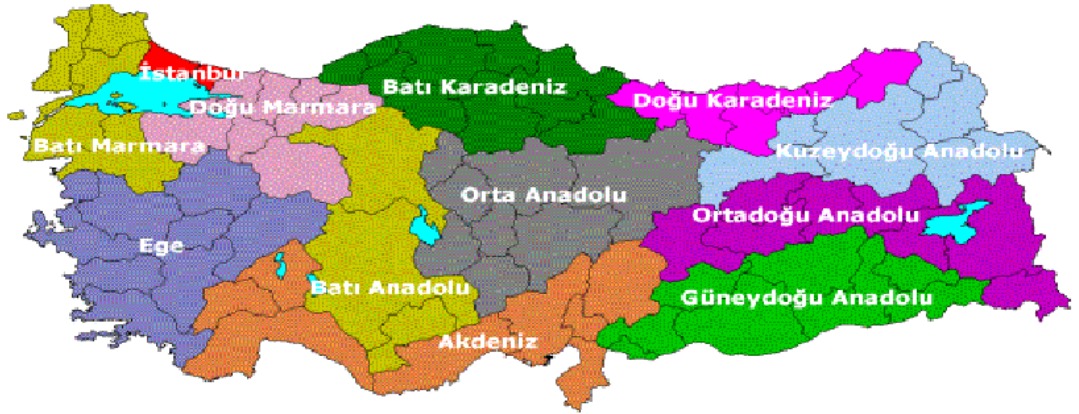 İstanbul
Batı Karadeniz
Doğu Karadeniz
Doğu Marmara
Batı Marmara
Kuzeydoğu Anadolu
Orta Anadolu
Ortadoğu Anadolu
Ege
Batı Anadolu
Güneydoğu Anadolu
Akdeniz